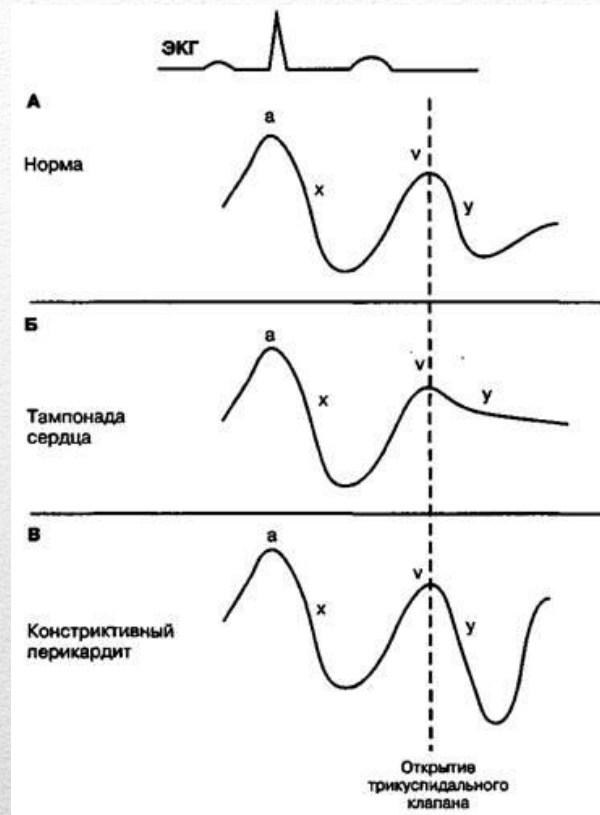 ЭКГ
А
a
v
Норма
x
y
Б
a
v
y
x
Тампонада
сердца
В
a
v
x
y
Констриктивный
перикардит
Открытие
трикуспидального
клапана